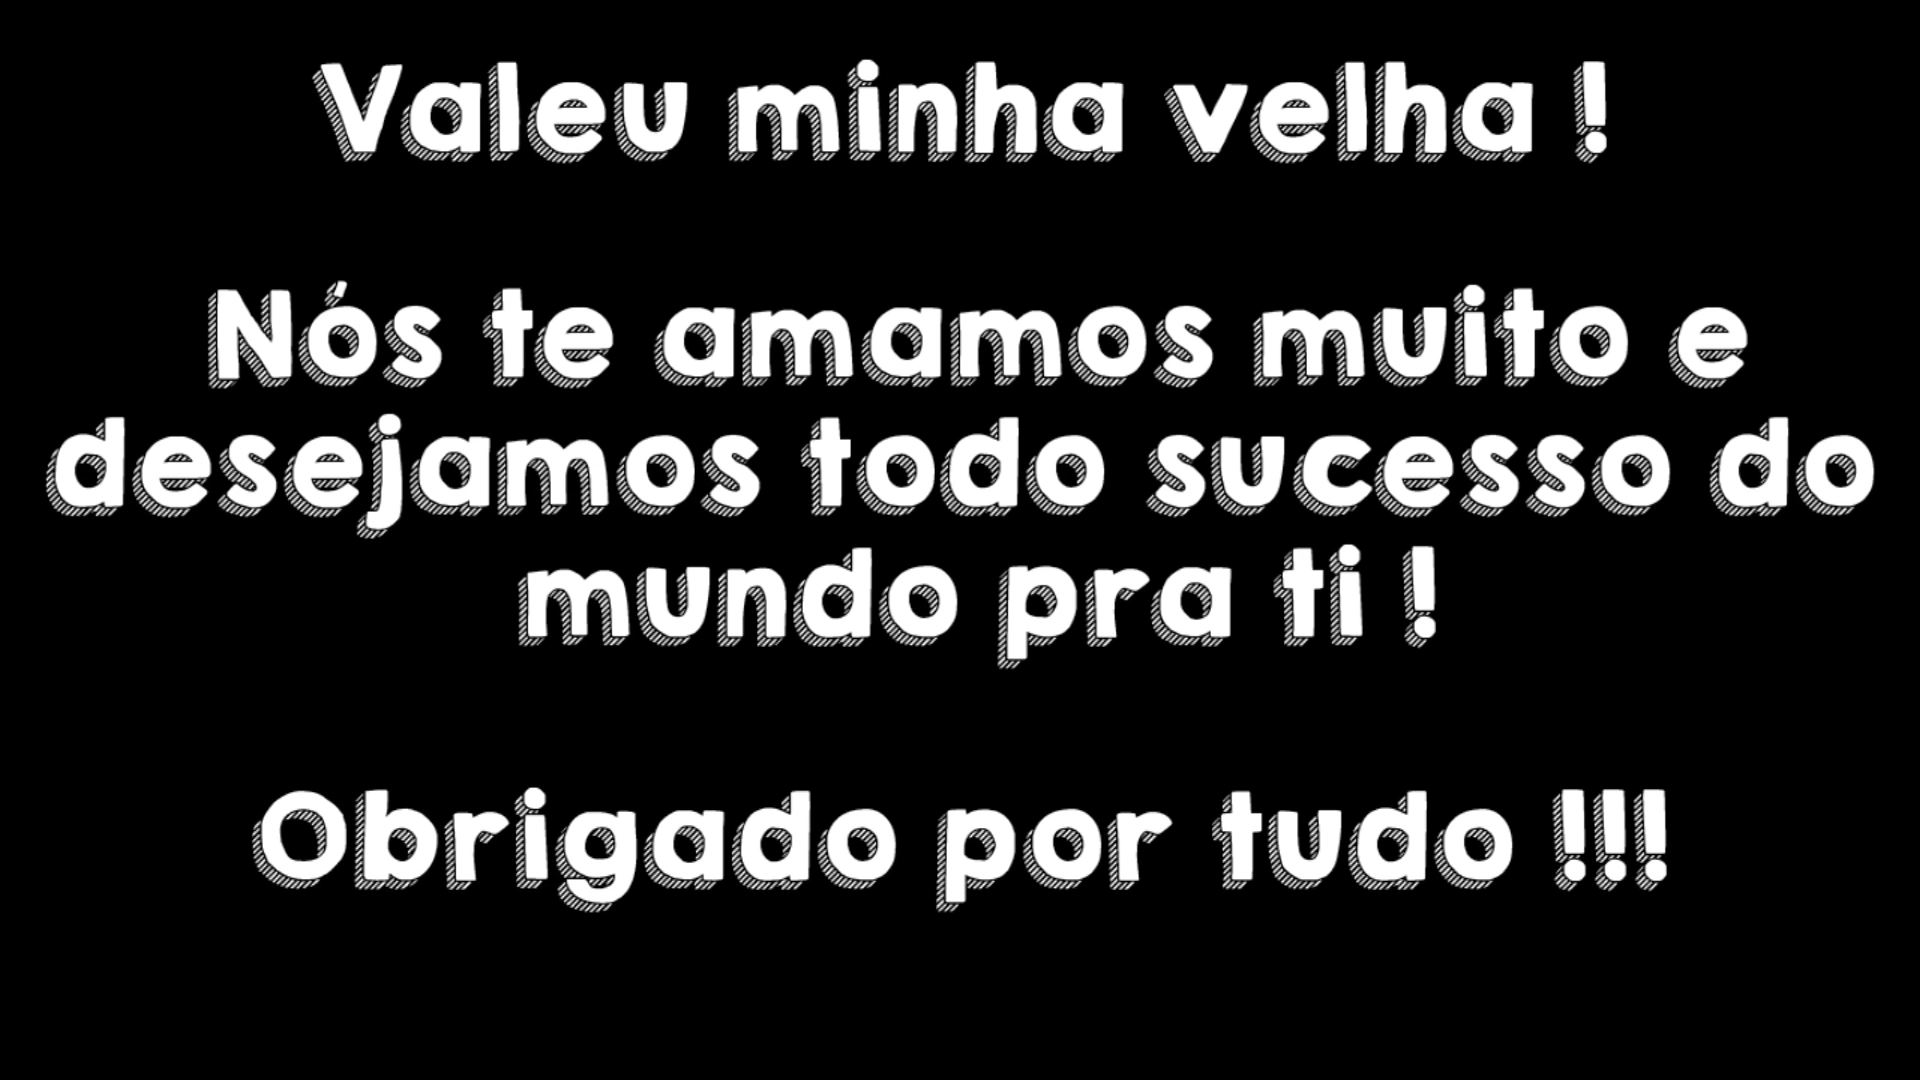 Valeu minha velha !
Nós te amamos muito e
desejamos todo sucesso do
mundo pra ti !
Obrigado por tudo !!!